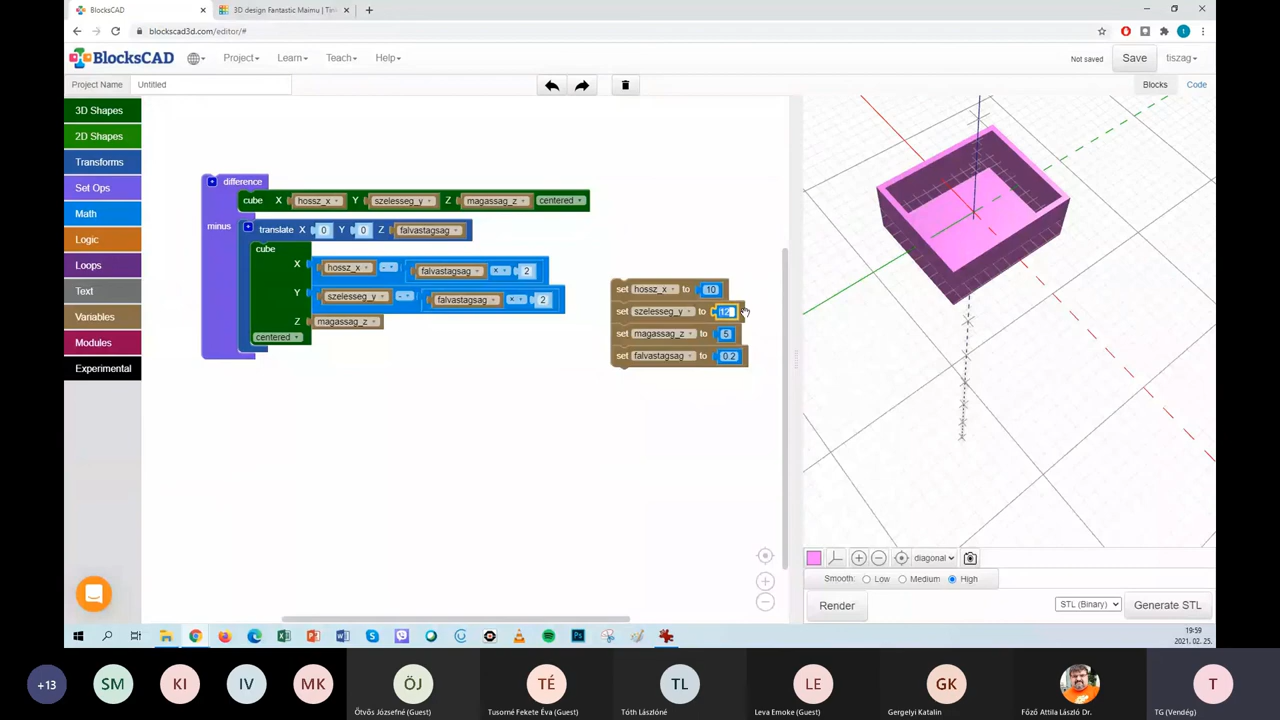 BlocksCAD
3D design Fantastic Maimu | Tin
blockscad3d.com/editor/#
t
BlocksCAD
Project
Learn
Teach
Help
Not saved
Save
tiszag
Project Name
Untitled
Blocks
Code
3D Shapes
2D Shapes
Transforms
Set Ops
Math
Logic
Loops
Text
Variables
Modules
Experimental
difference
cube X hossz_x Y szelesseg_y Z magassag_z centered
minus
translate X 0 Y 0 Z falvastagsag
cube
X hossz_x - falvastagsag × 2
Y szelesseg_y - falvastagsag × 2
Z magassag_z
centered
set hossz_x to 10
set szelesseg_y to 12
set magassag_z to 5
set falvastagsag to 0.2
diagonal
Smooth: Low Medium High
Render
STL (Binary)
Generate STL
19:59
2021. 02. 25.
+13
SM
KI
IV
MK
ÖJ
Ötvös Józsefné (Guest)
TÉ
Tusorné Fekete Éva (Guest)
TL
Tóth Lászlóné
LE
Leva Emoke (Guest)
GK
Gergelyi Katalin
Főző Attila László Dr.
T
TG (Vendég)